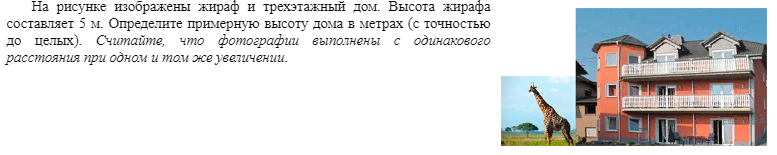 На рисунке изображены жираф и трехэтажный дом. Высота жирафа
составляет 5 м. Определите примерную высоту дома в метрах (с точностью
до целых). Считайте, что фотографии выполнены с одинакового
расстояния при одном и том же увеличении.